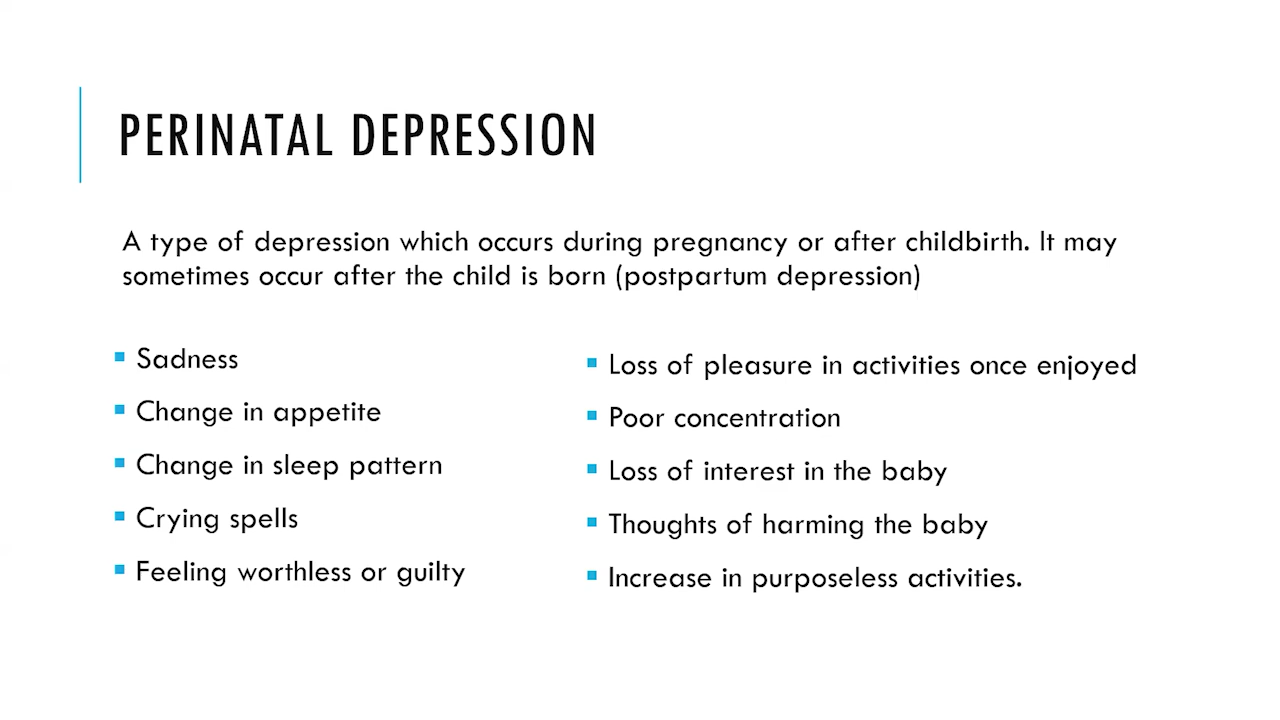 PERINATAL DEPRESSION
A type of depression which occurs during pregnancy or after childbirth. It may
sometimes occur after the child is born (postpartum depression)
Sadness
Change in appetite
Change in sleep pattern
Crying spells
Feeling worthless or guilty
Loss of pleasure in activities once enjoyed
Poor concentration
Loss of interest in the baby
Thoughts of harming the baby
Increase in purposeless activities.